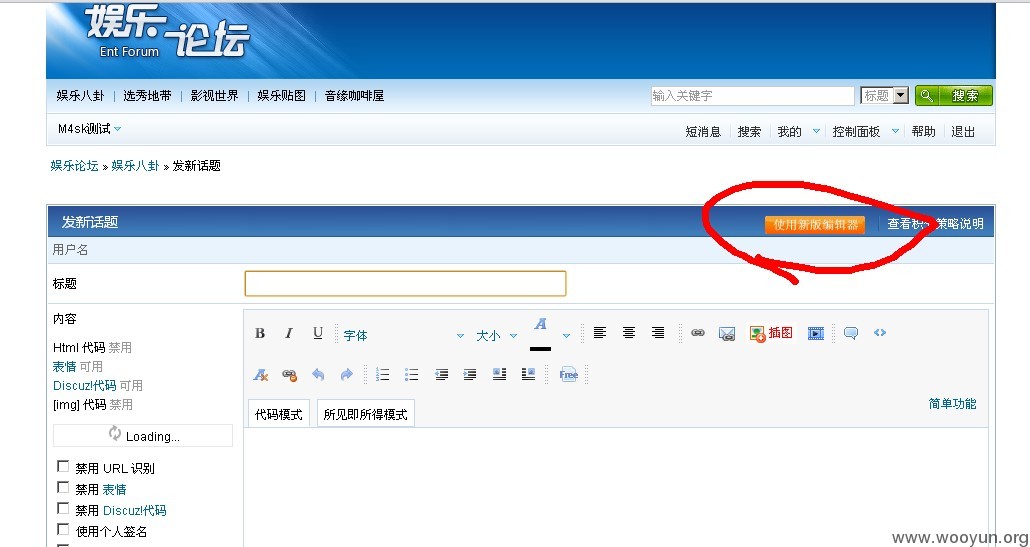 娱乐论坛
Ent Forum
娱乐八卦 | 选秀地带 | 影视世界 | 娱乐贴图 | 音缘咖啡屋
输入关键字 标题 搜索
M4sk测试
短消息 搜索 我的 控制面板 帮助 退出
娱乐论坛 » 娱乐八卦 » 发新话题
发新话题 使用新版编辑器 查看积 策略说明
用户名
标题
内容
Html 代码 禁用
表情 可用
Discuz!代码 可用
[img] 代码 禁用
Loading...
禁用 URL 识别
禁用 表情
禁用 Discuz!代码
使用个人签名
B I U 字体 大小 A 插图
Free
代码模式 所见即所得模式 简单功能
www.wooyun.org